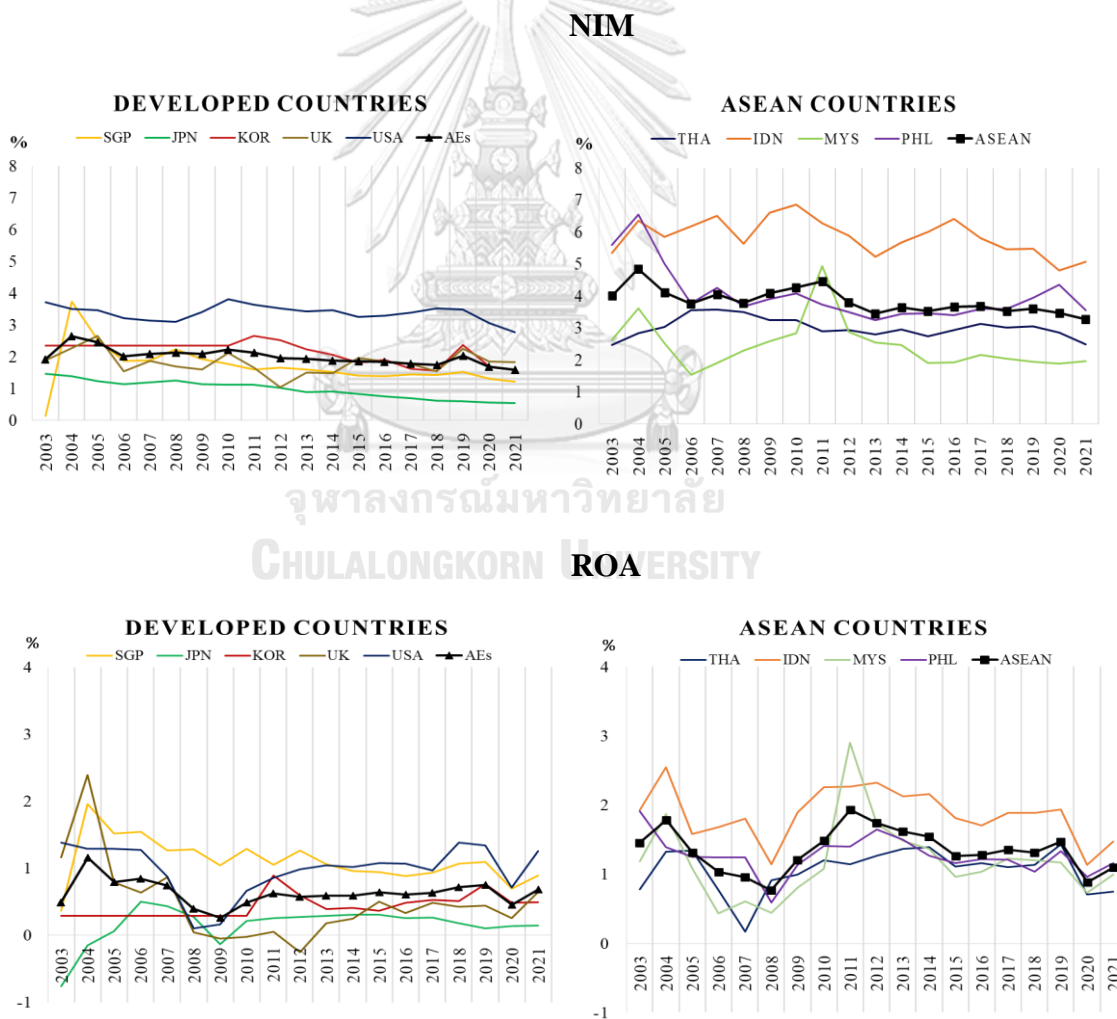 NIM
DEVELOPED COUNTRIES
%
SGP JPN KOR UK USA AEs
8
7
6
5
4
3
2
1
0
2003 2004 2005 2006 2007 2008 2009 2010 2011 2012 2013 2014 2015 2016 2017 2018 2019 2020 2021
ASEAN COUNTRIES
%
THA IDN MYS PHL ASEAN
8
7
6
5
4
3
2
1
0
2003 2004 2005 2006 2007 2008 2009 2010 2011 2012 2013 2014 2015 2016 2017 2018 2019 2020 2021
จุฬาลงกรณ์มหาวิทยาลัย
CHULALONGKORN UNIVERSITY
ROA
DEVELOPED COUNTRIES
%
SGP JPN KOR UK USA AEs
4
3
2
1
0
-1
2003 2004 2005 2006 2007 2008 2009 2010 2011 2012 2013 2014 2015 2016 2017 2018 2019 2020 2021
ASEAN COUNTRIES
%
THA IDN MYS PHL ASEAN
4
3
2
1
0
-1
2003 2004 2005 2006 2007 2008 2009 2010 2011 2012 2013 2014 2015 2016 2017 2018 2019 2020 2021